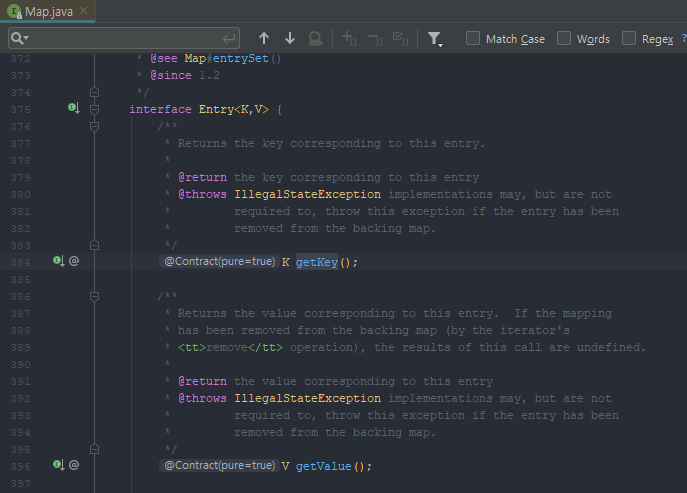 Map.java
Match Case Words Regex ?
372 * @see Map#entrySet()
373 * @since 1.2
374 */
375 interface Entry<K,V> {
376 /**
377 * Returns the key corresponding to this entry.
378 *
379 * @return the key corresponding to this entry
380 * @throws IllegalStateException implementations may, but are not
381 * required to, throw this exception if the entry has been
382 * removed from the backing map.
383 */
384 @ @Contract(pure=true) K getKey();
385
386 /**
387 * Returns the value corresponding to this entry. If the mapping
388 * has been removed from the backing map (by the iterator's
389 * <tt>remove</tt> operation), the results of this call are undefined.
390 *
391 * @return the value corresponding to this entry
392 * @throws IllegalStateException implementations may, but are not
393 * required to, throw this exception if the entry has been
394 * removed from the backing map.
395 */
396 @ @Contract(pure=true) V getValue();
397